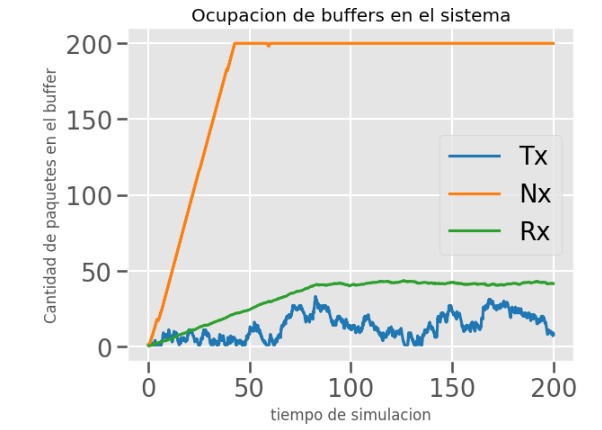 Ocupacion de buffers en el sistema
Cantidad de paquetes en el buffer
200
150
100
50
0
Tx
Nx
Rx
0 50 100 150 200
tiempo de simulacion